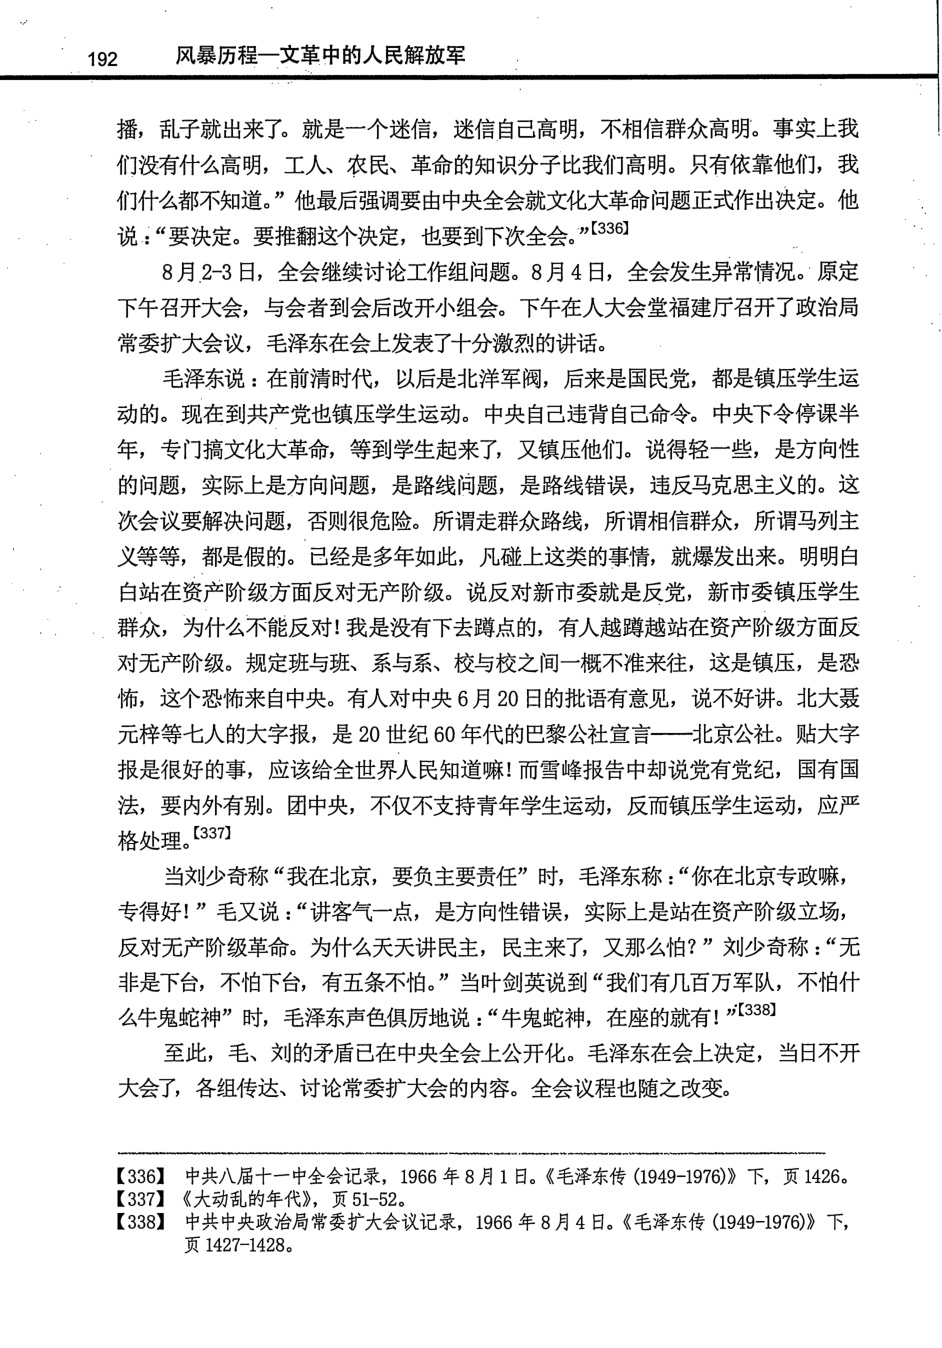 192 风暴历程—文革中的人民解放军
播，乱子就出来了。就是一个迷信，迷信自己高明，不相信群众高明。事实上我
们没有什么高明，工人、农民、革命的知识分子比我们高明。只有依靠他们，我
们什么都不知道。”他最后强调要由中央全会就文化大革命问题正式作出决定。他
说：“要决定。要推翻这个决定，也要到下次全会。”【336】
8月2-3日，全会继续讨论工作组问题。8月4日，全会发生异常情况。原定
下午召开大会，与会者到会后改开小组会。下午在人大会堂福建厅召开了政治局
常委扩大会议，毛泽东在会上发表了十分激烈的讲话。
毛泽东说：在前清时代，以后是北洋军阀，后来是国民党，都是镇压学生运
动的。现在到共产党也镇压学生运动。中央自己违背自己命令。中央下令停课半
年，专门搞文化大革命，等到学生起来了，又镇压他们。说得轻一些，是方向性
的问题，实际上是方向问题，是路线问题，是路线错误，违反马克思主义的。这
次会议要解决问题，否则很危险。所谓走群众路线，所谓相信群众，所谓马列主
义等等，都是假的。已经是多年如此，凡碰上这类的事情，就爆发出来。明明白
白站在资产阶级方面反对无产阶级。说反对新市委就是反党，新市委镇压学生
群众，为什么不能反对！我是没有下去蹲点的，有人越蹲越站在资产阶级方面反
对无产阶级。规定班与班、系与系、校与校之间一概不准来往，这是镇压，是恐
怖，这个恐怖来自中央。有人对中央6月20日的批语有意见，说不好讲。北大聂
元梓等七人的大字报，是20世纪60年代的巴黎公社宣言——北京公社。贴大字
报是很好的事，应该给全世界人民知道嘛！而雪峰报告中却说党有党纪，国有国
法，要内外有别。团中央，不仅不支持青年学生运动，反而镇压学生运动，应严
格处理。【337】
当刘少奇称“我在北京，要负主要责任”时，毛泽东称：“你在北京专政嘛，
专得好！”毛又说：“讲客气一点，是方向性错误，实际上是站在资产阶级立场，
反对无产阶级革命。为什么天天讲民主，民主来了，又那么怕？”刘少奇称：“无
非是下台，不怕下台，有五条不怕。”当叶剑英说到“我们有几百万军队，不怕什
么牛鬼蛇神”时，毛泽东声色俱厉地说：“牛鬼蛇神，在座的就有！”【338】
至此，毛、刘的矛盾已在中央全会上公开化。毛泽东在会上决定，当日不开
大会了，各组传达、讨论常委扩大会的内容。全会议程也随之改变。
【336】 中共八届十一中全会记录，1966年8月1日。《毛泽东传(1949-1976)》下，页1426。
【337】《大动乱的年代》，页51-52。
【338】 中共中央政治局常委扩大会议记录，1966年8月4日。《毛泽东传(1949-1976)》下，
页1427-1428。